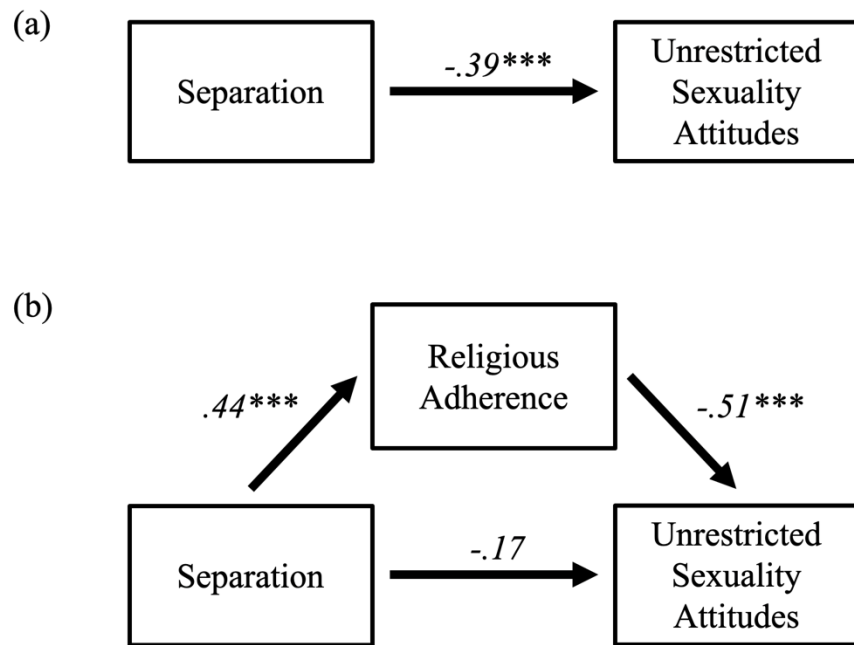 (a)
Separation
-.39***
Unrestricted
Sexuality
Attitudes
(b)
Religious
Adherence
.44***
-.51***
Separation
-.17
Unrestricted
Sexuality
Attitudes